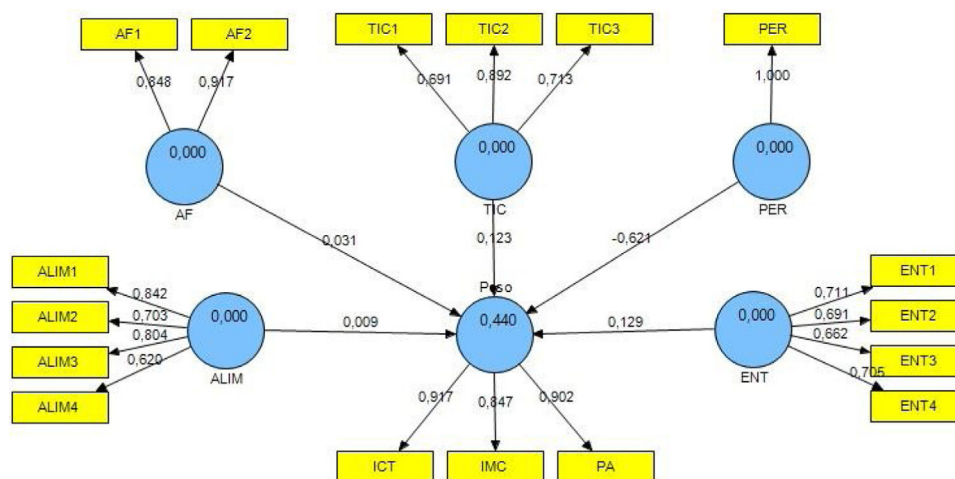 AF1
AF2
TIC1
TIC2
TIC3
PER
0,848
0,917
0,691
0,892
0,713
1,000
0,000
0,000
0,000
AF
TIC
PER
0,031
0,123
-0,621
ALIM1
ALIM2
ALIM3
ALIM4
0,842
0,703
0,804
0,620
0,000
ALIM
0,009
Peso
0,440
0,129
0,000
ENT
0,711
0,691
0,662
0,705
ENT1
ENT2
ENT3
ENT4
0,917
0,847
0,902
ICT
IMC
PA